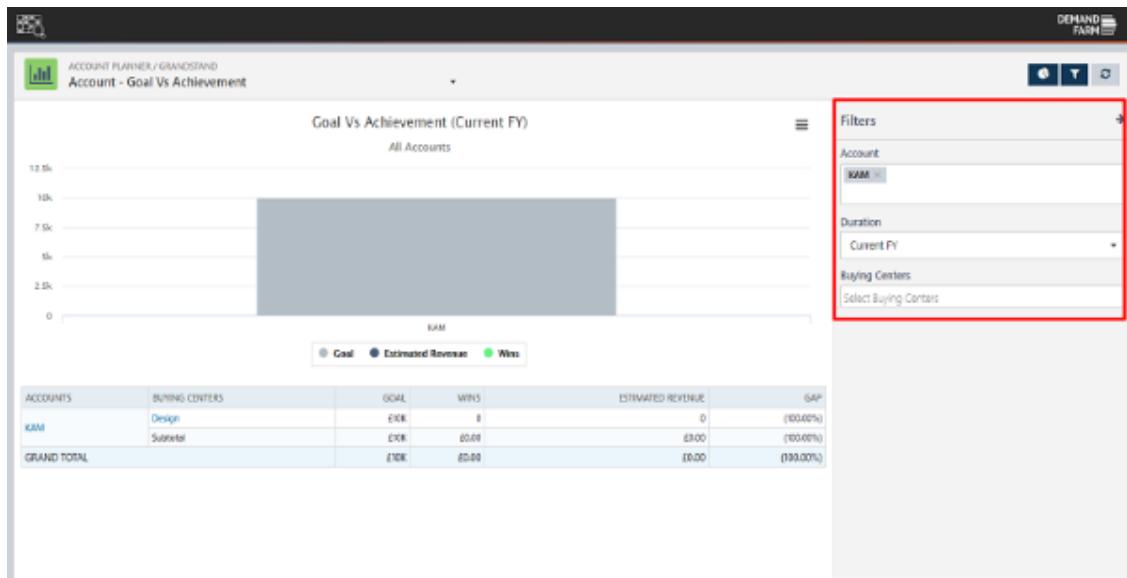 DEMAND
FARM
ACCOUNT PLANNER / GRANDSTAND
Account - Goal Vs Achievement
Goal Vs Achievement (Current FY)
All Accounts
12.5k
10k
7.5k
5k
2.5k
0
KAM
Goal Estimated Revenue Wins
Filters
Account
KAM ×
Duration
Current FY
Buying Centers
Select Buying Centers
ACCOUNTS BUYING CENTERS GOAL WINS ESTIMATED REVENUE GAP
KAM Design £10K 0 0 (100.00%)
Subtotal £10K £0.00 £0.00 (100.00%)
GRAND TOTAL £10K £0.00 £0.00 (100.00%)